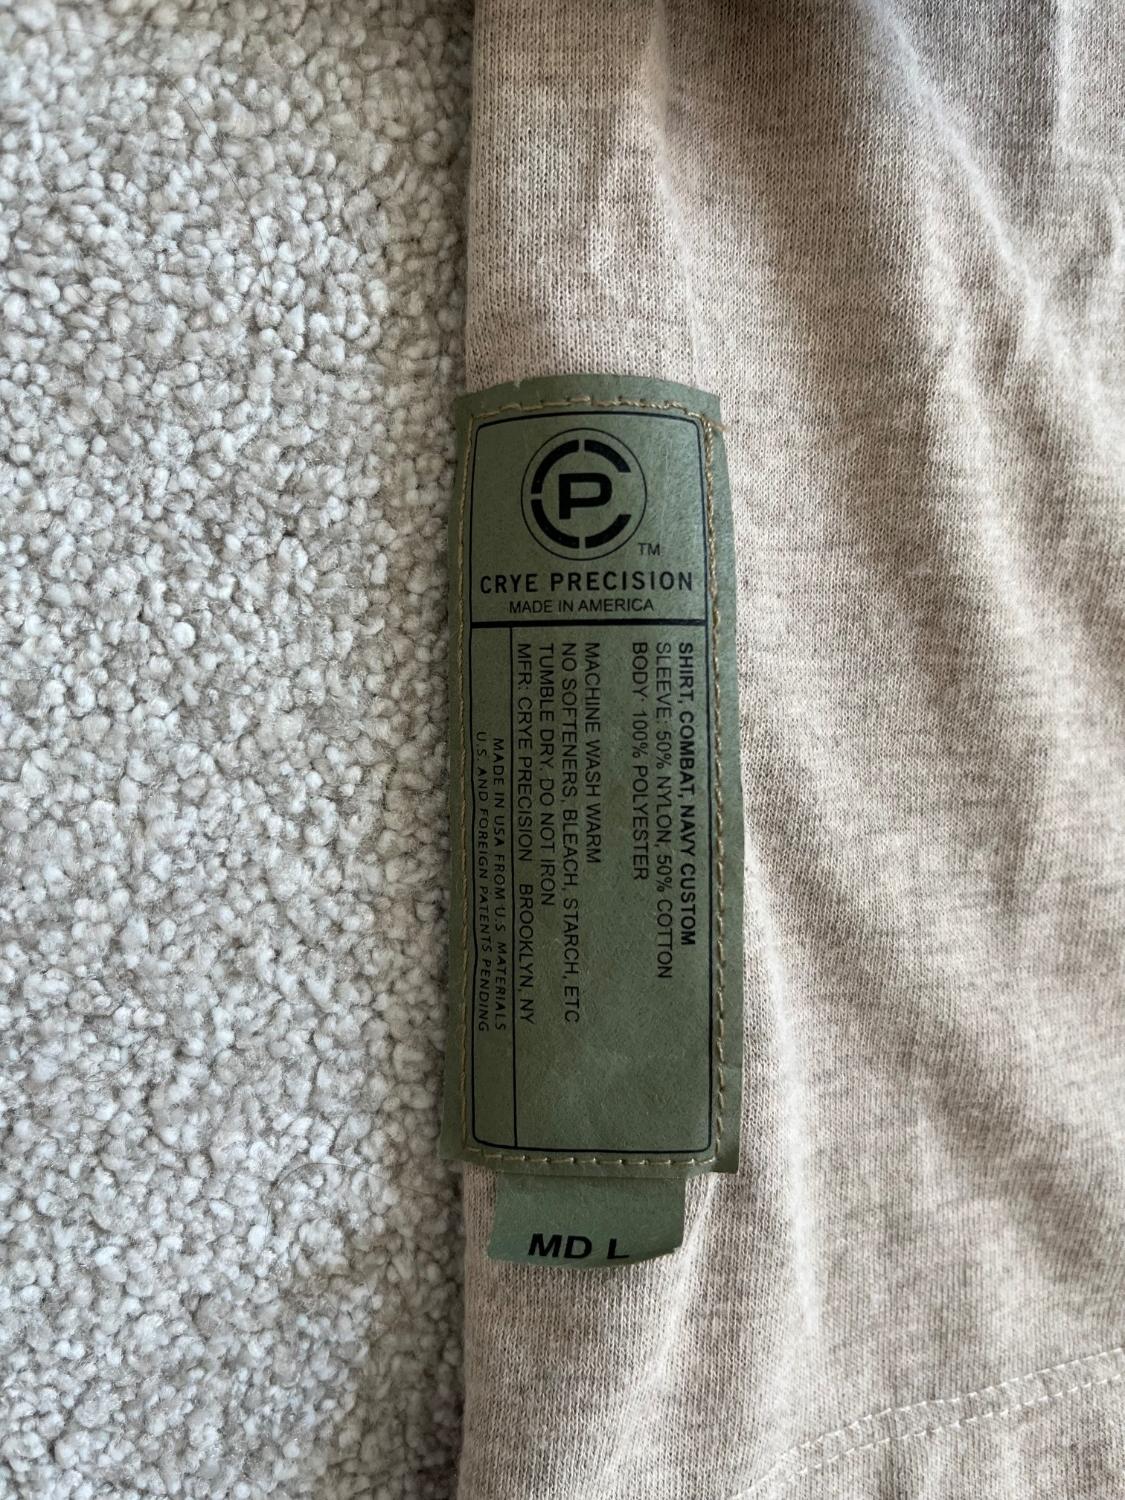 P
TM
CRYE PRECISION
MADE IN AMERICA
SHIRT, COMBAT, NAVY CUSTOM
SLEEVE: 50% NYLON, 50% COTTON
BODY: 100% POLYESTER
MACHINE WASH WARM
NO SOFTENERS, BLEACH, STARCH, ETC
TUMBLE DRY, DO NOT IRON
MFR: CRYE PRECISION BROOKLYN, NY
MADE IN USA FROM U.S. MATERIALS
U.S. AND FOREIGN PATENTS PENDING
MD L